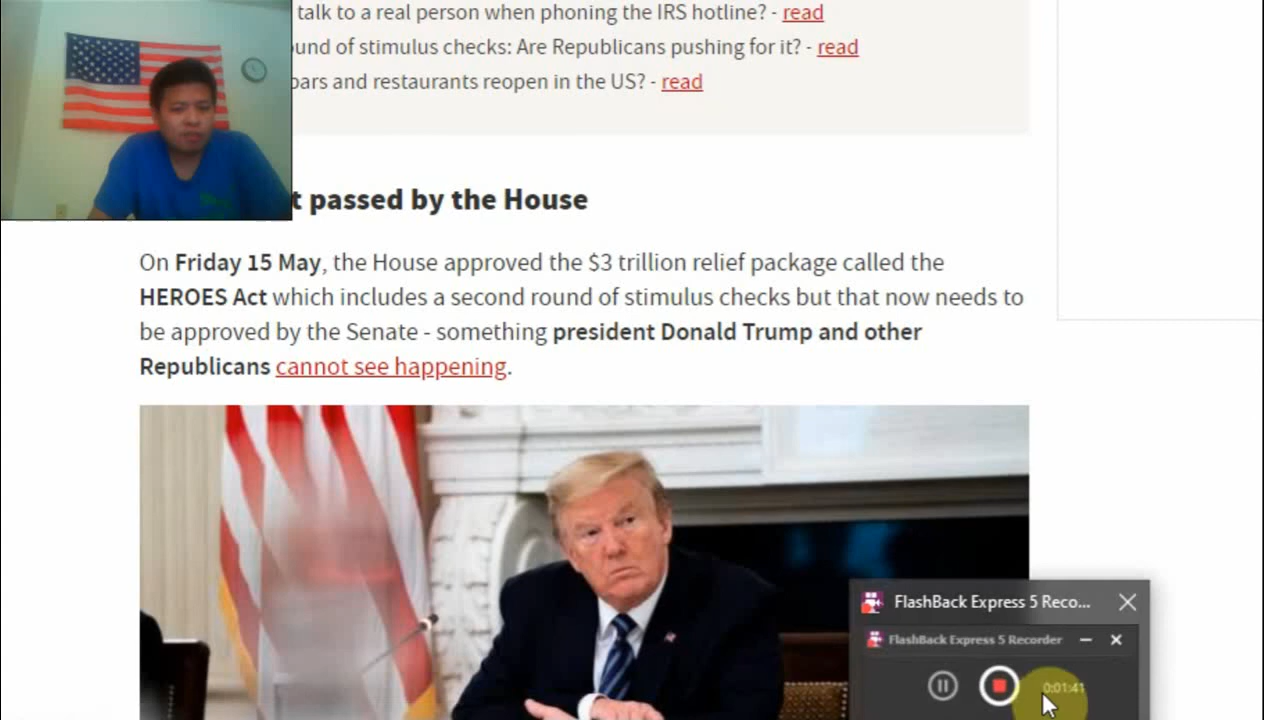 talk to a real person when phoning the IRS hotline? - read
und of stimulus checks: Are Republicans pushing for it? - read
bars and restaurants reopen in the US? - read
t passed by the House
On Friday 15 May, the House approved the $3 trillion relief package called the
HEROES Act which includes a second round of stimulus checks but that now needs to
be approved by the Senate - something president Donald Trump and other
Republicans cannot see happening.
FlashBack Express 5 Reco...
FlashBack Express 5 Recorder
0:01:41